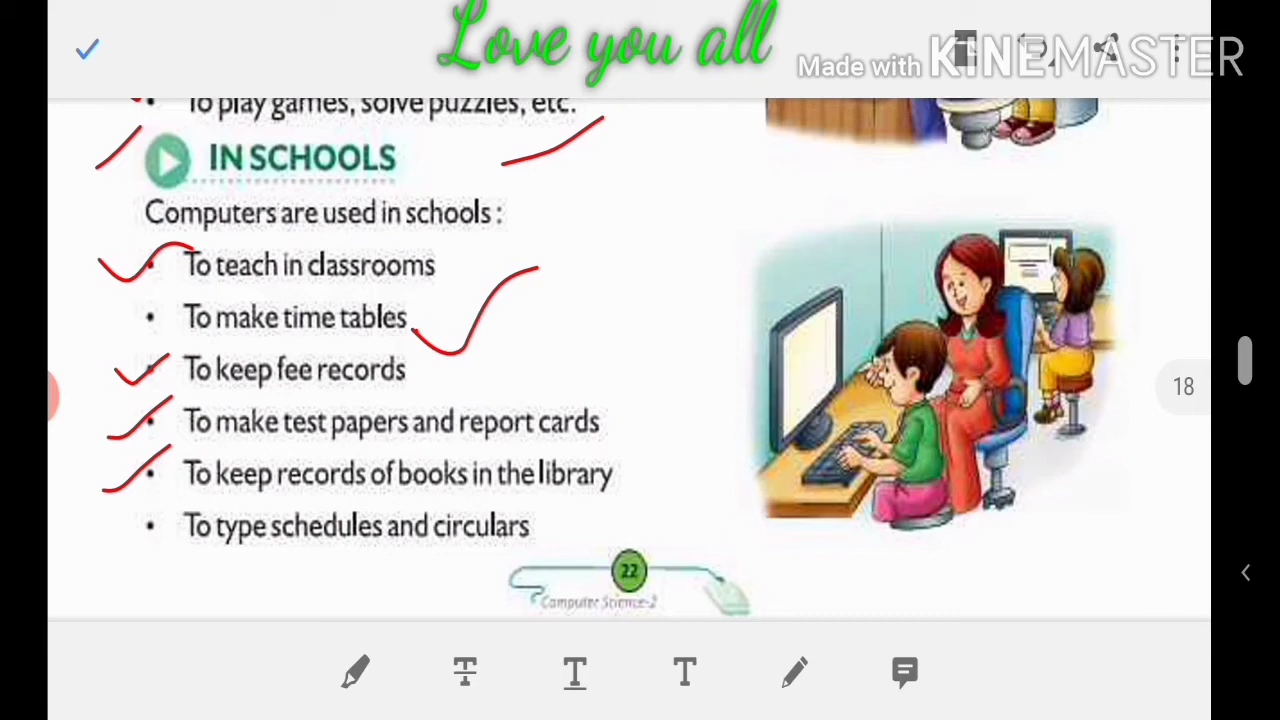 Love you all
Made with KINEMASTER
• To play games, solve puzzles, etc.
IN SCHOOLS
Computers are used in schools :
• To teach in classrooms
• To make time tables
• To keep fee records
• To make test papers and report cards
• To keep records of books in the library
• To type schedules and circulars
18
22
Computer Science-2
T T T